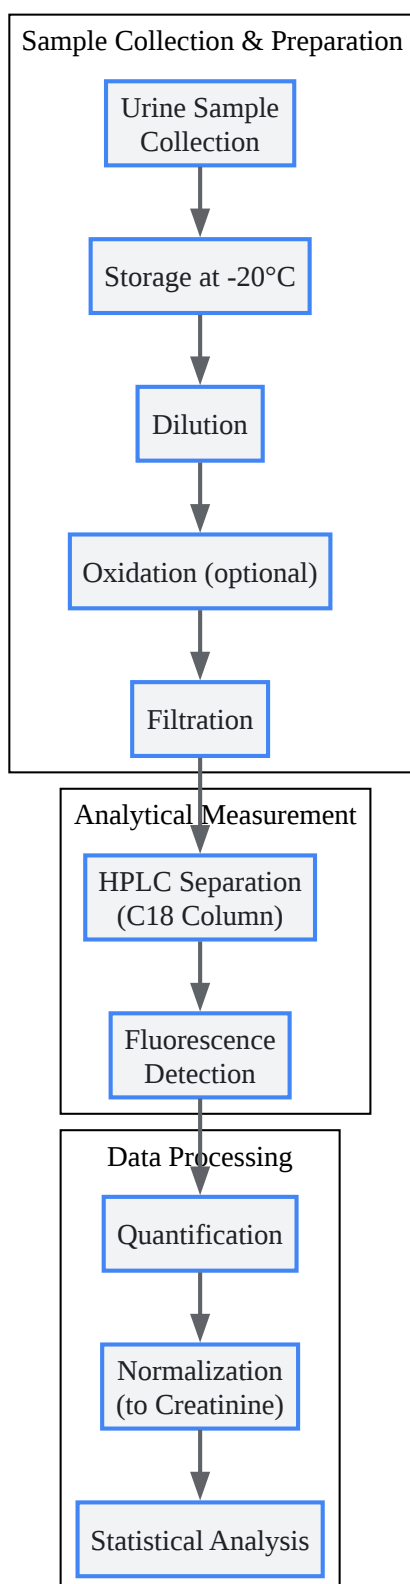 Sample Collection & Preparation
Urine Sample
Collection
Storage at -20°C
Dilution
Oxidation (optional)
Filtration
Analytical Measurement
HPLC Separation
(C18 Column)
Fluorescence
Detection
Data Processing
Quantification
Normalization
(to Creatinine)
Statistical Analysis